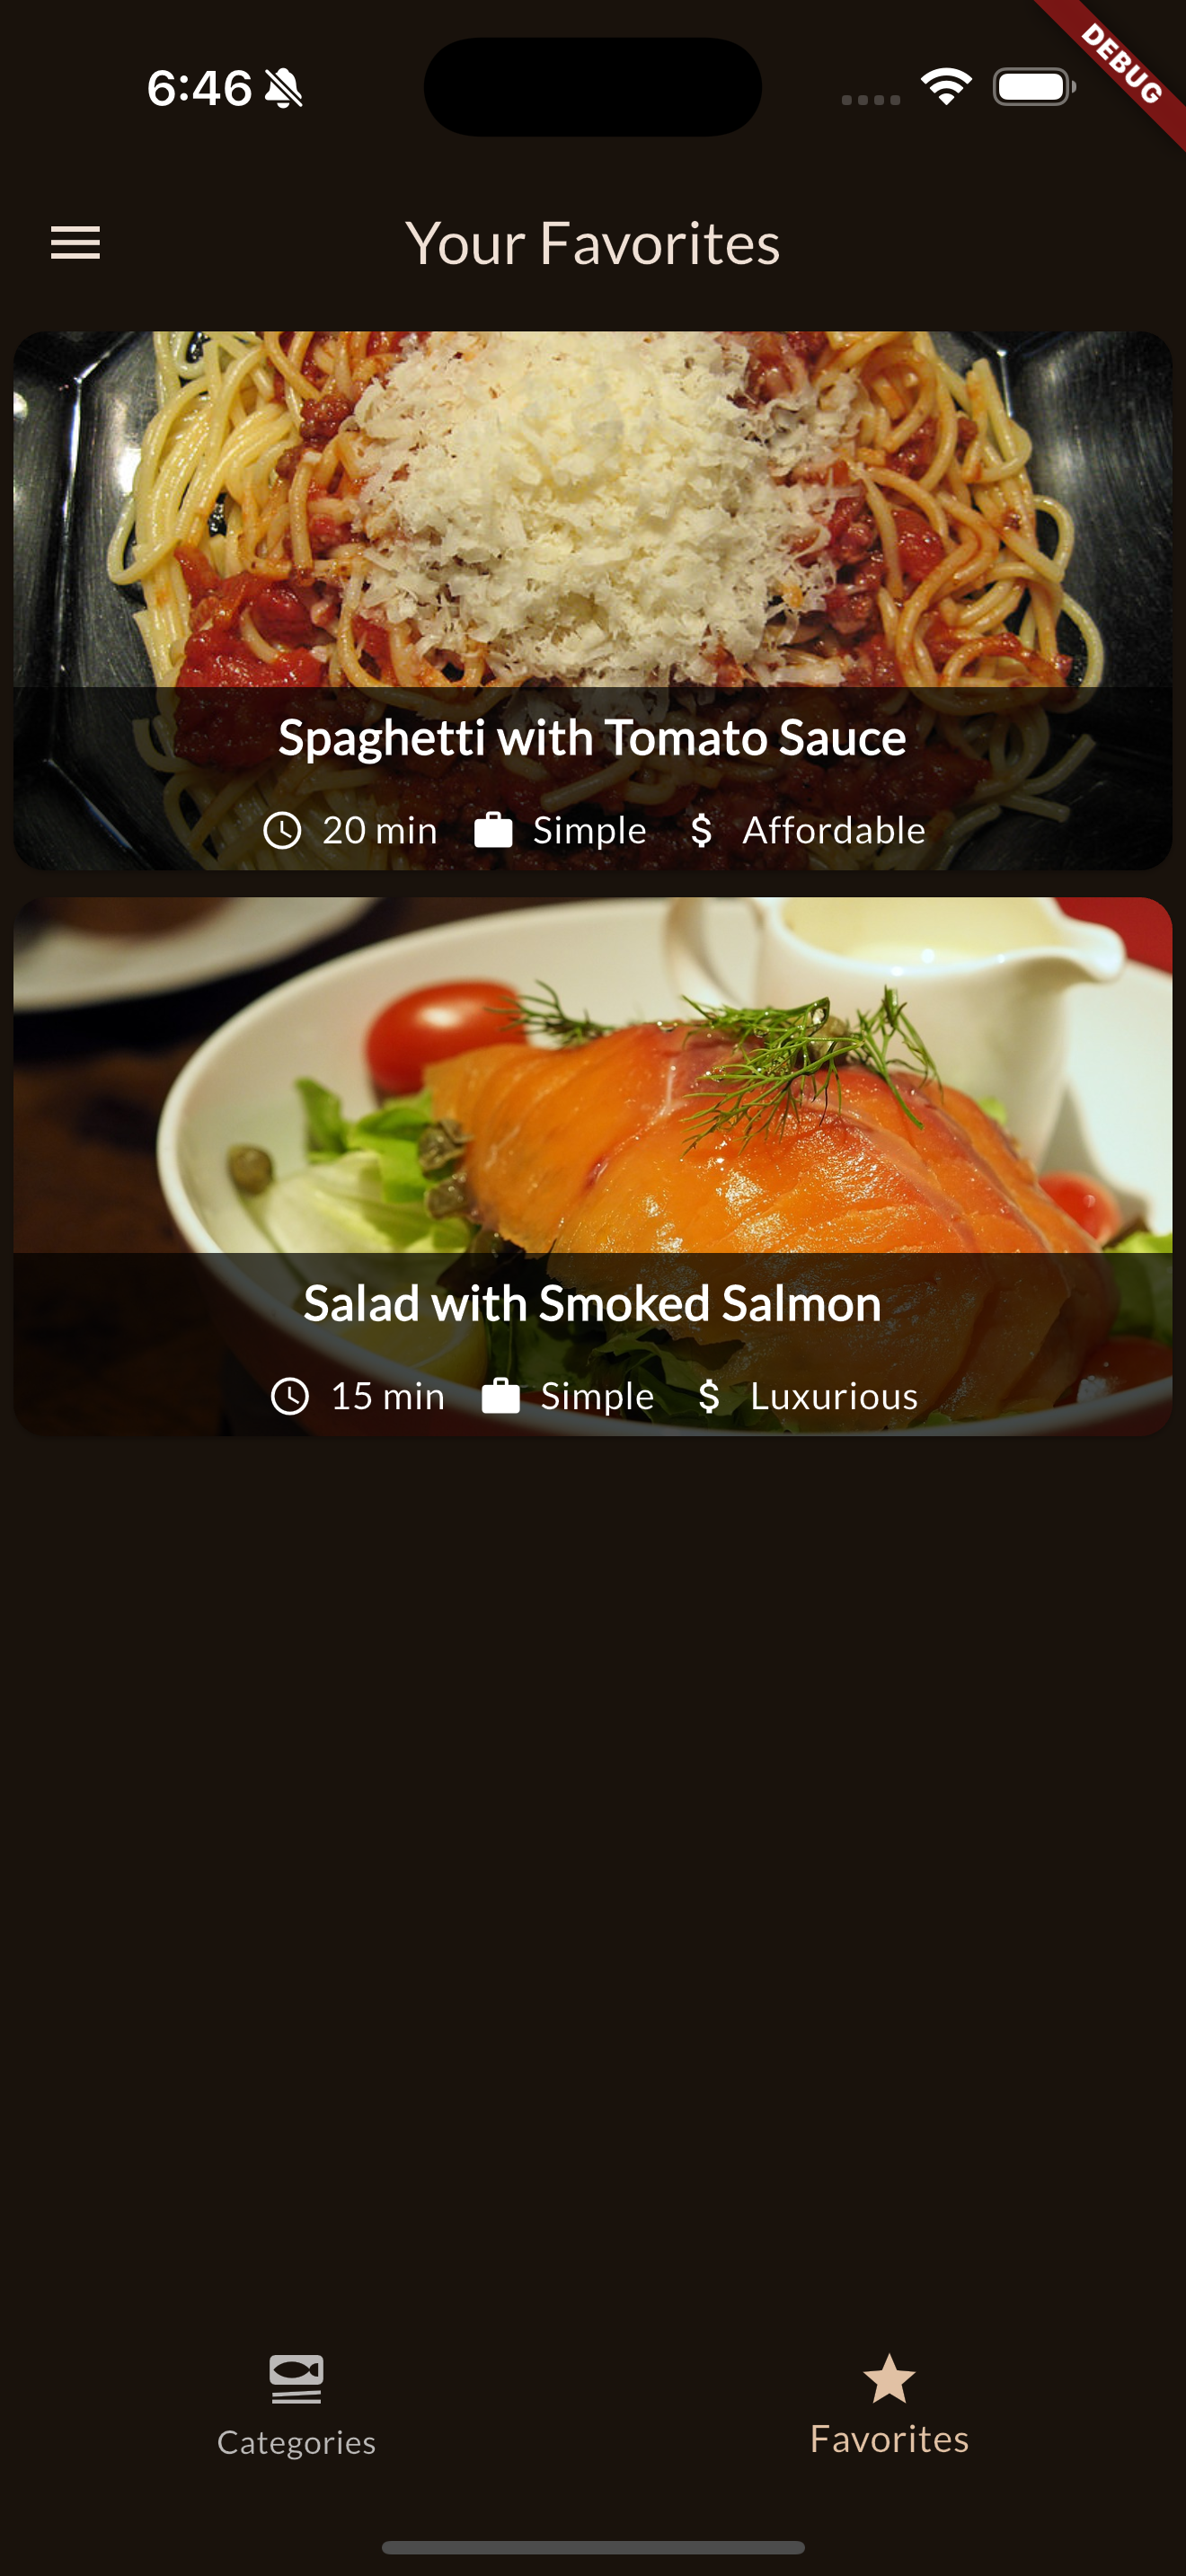 6:46
DEBUG
Your Favorites
Spaghetti with Tomato Sauce
20 min Simple $ Affordable
Salad with Smoked Salmon
15 min Simple $ Luxurious
Categories
Favorites